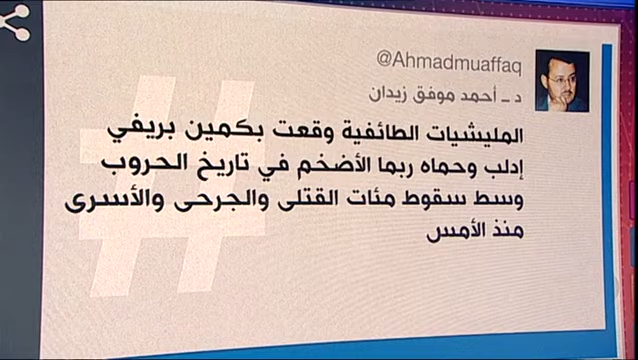 @Ahmadmuaffaq
د - أحمد موفق زيدان
المليشيات الطائفية وقعت بكمين بريفي
إدلب وحماه ربما الأضخم في تاريخ الحروب
وسط سقوط مئات القتلى والجرحى والأسرى
منذ الأمس